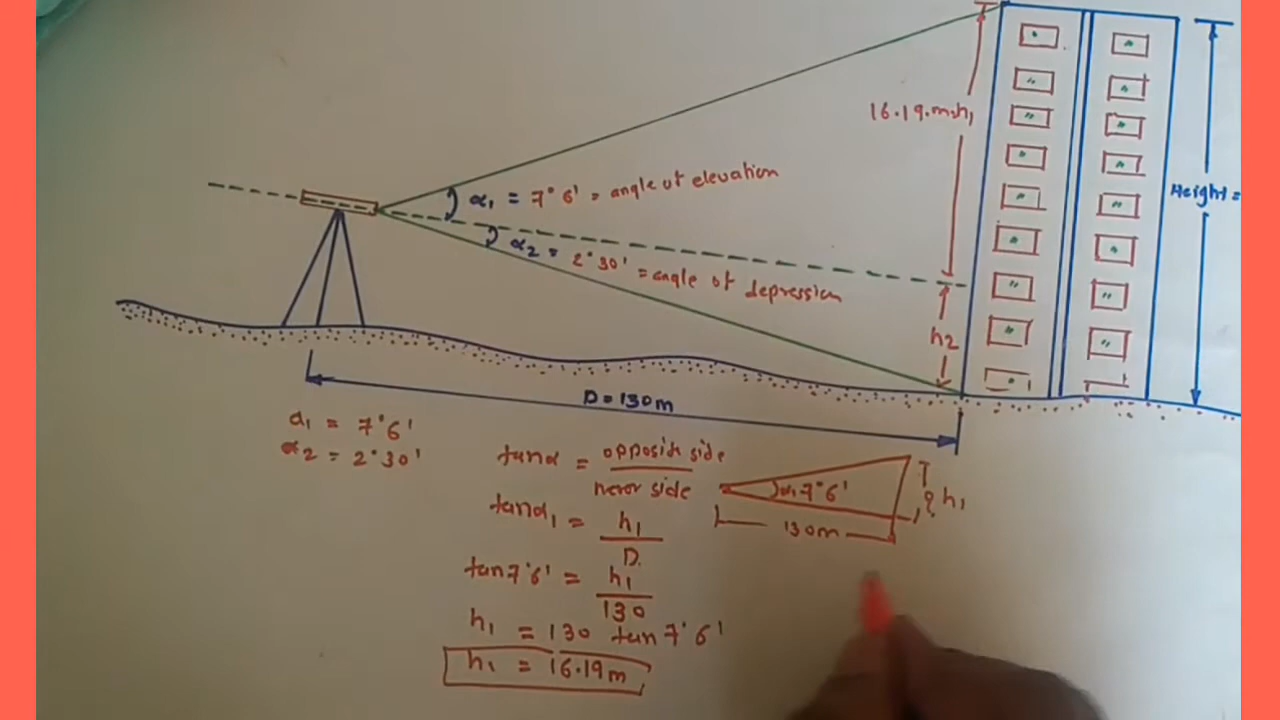 16.19.m=h₁
α₁ = 7°6' = angle of elevation
Height =
α₂ = 2°30' = angle of depression
h₂
D = 130m
α₁ = 7°6'
α₂ = 2°30'
tanα = opposite side
never side
α₁ 7°6'
? h₁
130m
tanα₁ = h₁
D
tan7°6' = h₁
130
h₁ = 130 tan7°6'
h₁ = 16.19m